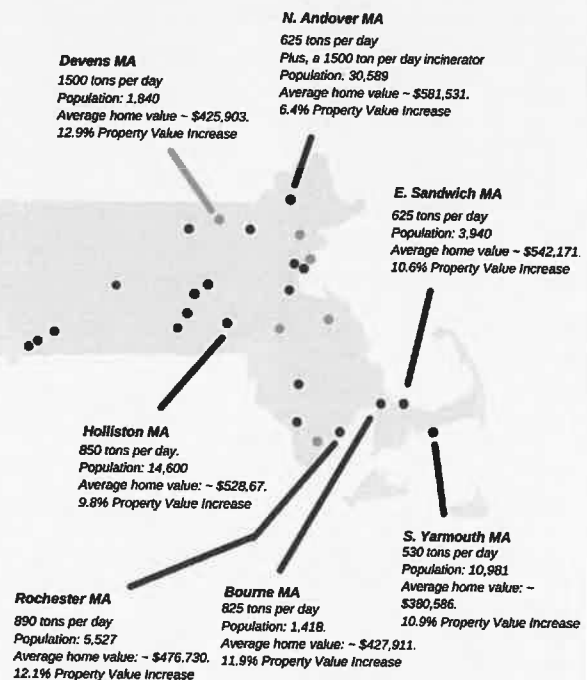 N. Andover MA
625 tons per day
Plus, a 1500 ton per day incinerator
Population. 30,589
Average home value ~ $581,531.
6.4% Property Value Increase
Devens MA
1500 tons per day
Population: 1,840
Average home value ~ $425,903.
12.9% Property Value Increase
E. Sandwich MA
625 tons per day
Population: 3,940
Average home value ~ $542,171.
10.6% Property Value Increase
Holliston MA
850 tons per day.
Population: 14,600
Average home value: ~ $528,67.
9.8% Property Value Increase
S. Yarmouth MA
530 tons per day
Population: 10,981
Average home value: ~
$380,586.
10.9% Property Value Increase
Rochester MA
890 tons per day
Population: 5,527
Average home value: ~ $476.730.
12.1% Property Value Increase
Bourne MA
825 tons per day
Population: 1,418.
Average home value: ~ $427,911.
11.9% Property Value Increase